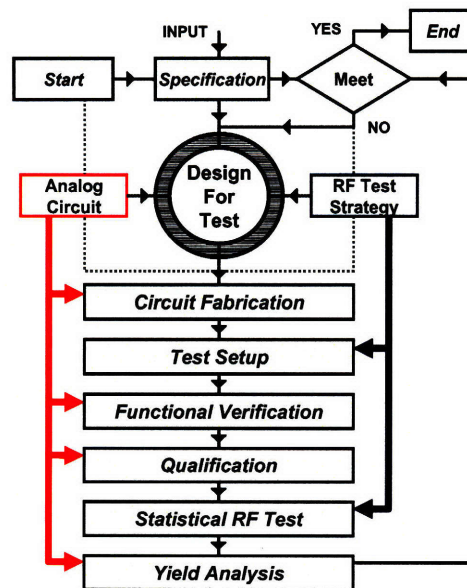 INPUT
YES
End
Start
Specification
Meet
NO
Design
For
Test
Analog
Circuit
RF Test
Strategy
Circuit Fabrication
Test Setup
Functional Verification
Qualification
Statistical RF Test
Yield Analysis